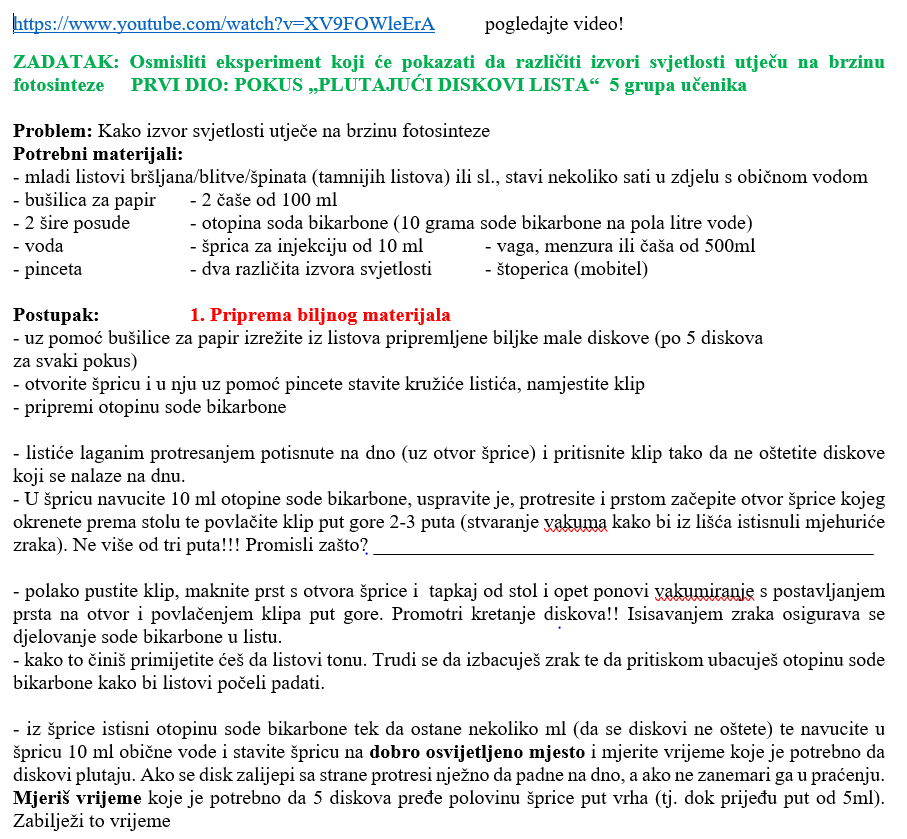 https://www.youtube.com/watch?v=XV9FOWleErA pogledajte video!
ZADATAK: Osmisliti eksperiment koji će pokazati da različiti izvori svjetlosti utječu na brzinu
fotosinteze PRVI DIO: POKUS „PLUTAJUĆI DISKOVI LISTA“ 5 grupa učenika
Problem: Kako izvor svjetlosti utječe na brzinu fotosinteze
Potrebni materijali:
- mladi listovi bršljana/blitve/špinata (tamnijih listova) ili sl., stavi nekoliko sati u zdjelu s običnom vodom
- bušilica za papir - 2 čaše od 100 ml
- 2 šire posude - otopina soda bikarbone (10 grama sode bikarbone na pola litre vode)
- voda - šprica za injekciju od 10 ml - vaga, menzura ili čaša od 500ml
- pinceta - dva različita izvora svjetlosti - štoperica (mobitel)
Postupak: 1. Priprema biljnog materijala
- uz pomoć bušilice za papir izrežite iz listova pripremljene biljke male diskove (po 5 diskova
za svaki pokus)
- otvorite špricu i u nju uz pomoć pincete stavite kružiće listića, namjestite klip
- pripremi otopinu sode bikarbone
- listiće laganim protresanjem potisnute na dno (uz otvor šprice) i pritisnite klip tako da ne oštetite diskove
koji se nalaze na dnu.
- U špricu navucite 10 ml otopine sode bikarbone, uspravite je, protresite i prstom začepite otvor šprice kojeg
okrenete prema stolu te povlačite klip put gore 2-3 puta (stvaranje vakuma kako bi iz lišća istisnuli mjehuriće
zraka). Ne više od tri puta!!! Promisli zašto? ____________________________________________________
- polako pustite klip, maknite prst s otvora šprice i tapkaj od stol i opet ponovi vakumiranje s postavljanjem
prsta na otvor i povlačenjem klipa put gore. Promotri kretanje diskova!! Isisavanjem zraka osigurava se
djelovanje sode bikarbone u listu.
- kako to činiš primijetite ćeš da listovi tonu. Trudi se da izbacuješ zrak te da pritiskom ubacuješ otopinu sode
bikarbone kako bi listovi počeli padati.
- iz šprice istisni otopinu sode bikarbone tek da ostane nekoliko ml (da se diskovi ne oštete) te navucite u
špricu 10 ml obične vode i stavite špricu na dobro osvijetljeno mjesto i mjerite vrijeme koje je potrebno da
diskovi plutaju. Ako se disk zalijepi sa strane protresi nježno da padne na dno, a ako ne zanemari ga u praćenju.
Mjeriš vrijeme koje je potrebno da 5 diskova pređe polovinu šprice put vrha (tj. dok prijeđu put od 5ml).
Zabilježi to vrijeme